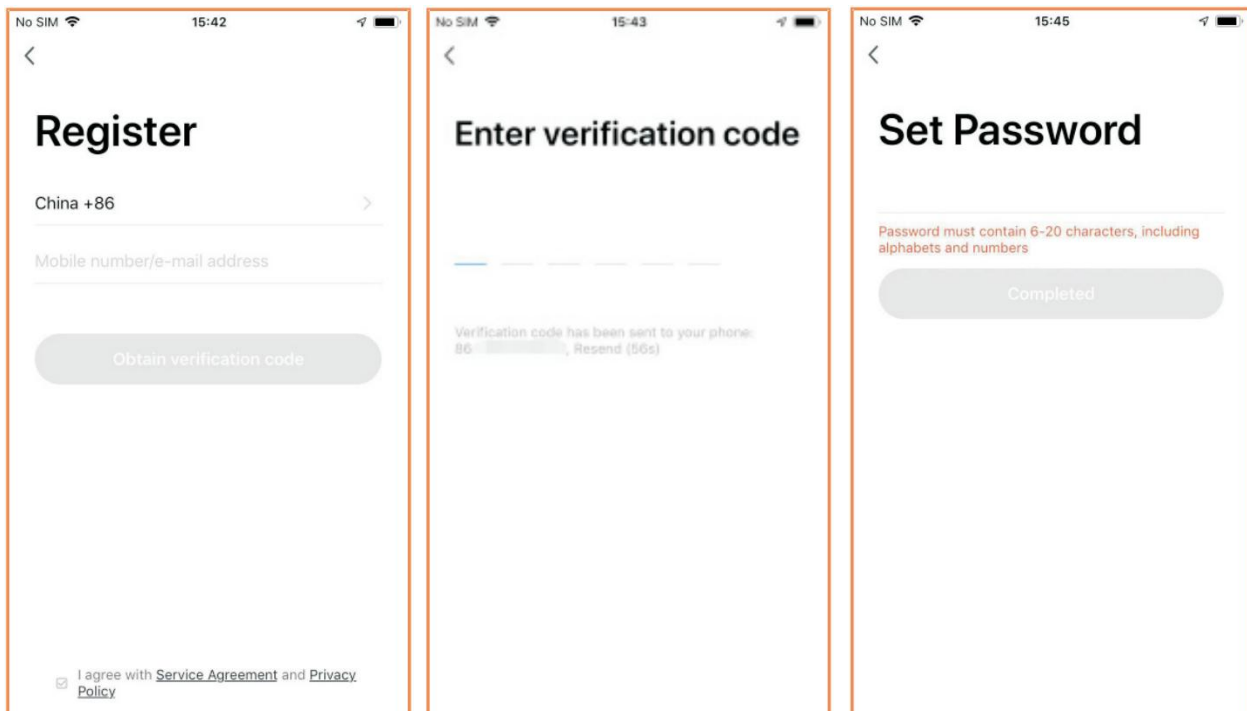 No SIM 15:42
Register
China +86
Mobile number/e-mail address
Obtain verification code
I agree with Service Agreement and Privacy
Policy
No SIM 15:43
Enter verification code
Verification code has been sent to your phone:
86 , Resend (56s)
No SIM 15:45
Set Password
Password must contain 6-20 characters, including
alphabets and numbers
Completed